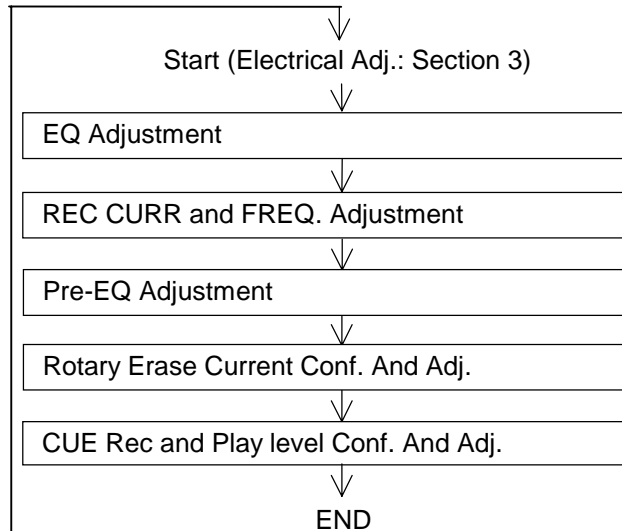 Start (Electrical Adj.: Section 3)
EQ Adjustment
REC CURR and FREQ. Adjustment
Pre-EQ Adjustment
Rotary Erase Current Conf. And Adj.
CUE Rec and Play level Conf. And Adj.
END